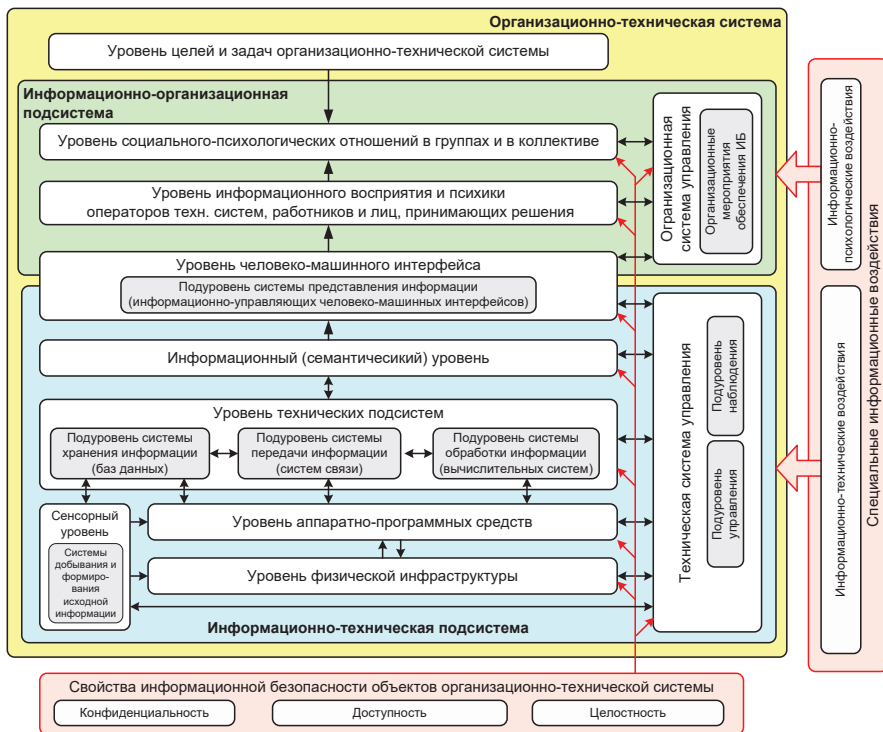 Организационно-техническая система
Уровень целей и задач организационно-технической системы
Информационно-организационная
подсистема
Уровень социального-психологических отношений в группах и в коллективе
Уровень информационного восприятия и психики
операторов техн. систем, работников и лиц, принимающих решения
Уровень человеко-машинного интерфейса
Подуровень системы представления информации
(информационно-управляющих человеко-машинных интерфейсов)
Организационная
система управления
Организационные
мероприятия
обеспечения ИБ
Информационный (семантичесикий) уровень
Уровень технических подсистем
Подуровень системы
хранения информации
(баз данных)
Подуровень системы
передачи информации
(систем связи)
Подуровень системы
обработки информации
(вычислительных систем)
Сенсорный
уровень
Системы
добывания и
формиро-
вания
исходной
информации
Уровень аппаратно-программных средств
Уровень физической инфраструктуры
Информационно-техническая подсистема
Техническая система управления
Подуровень
наблюдения
Подуровень
управления
Информационно-
психологические воздействия
Информационно-технические воздействия
Специальные информационные воздействия
Свойства информационной безопасности объектов организационно-технической системы
Конфиденциальность
Доступность
Целостность